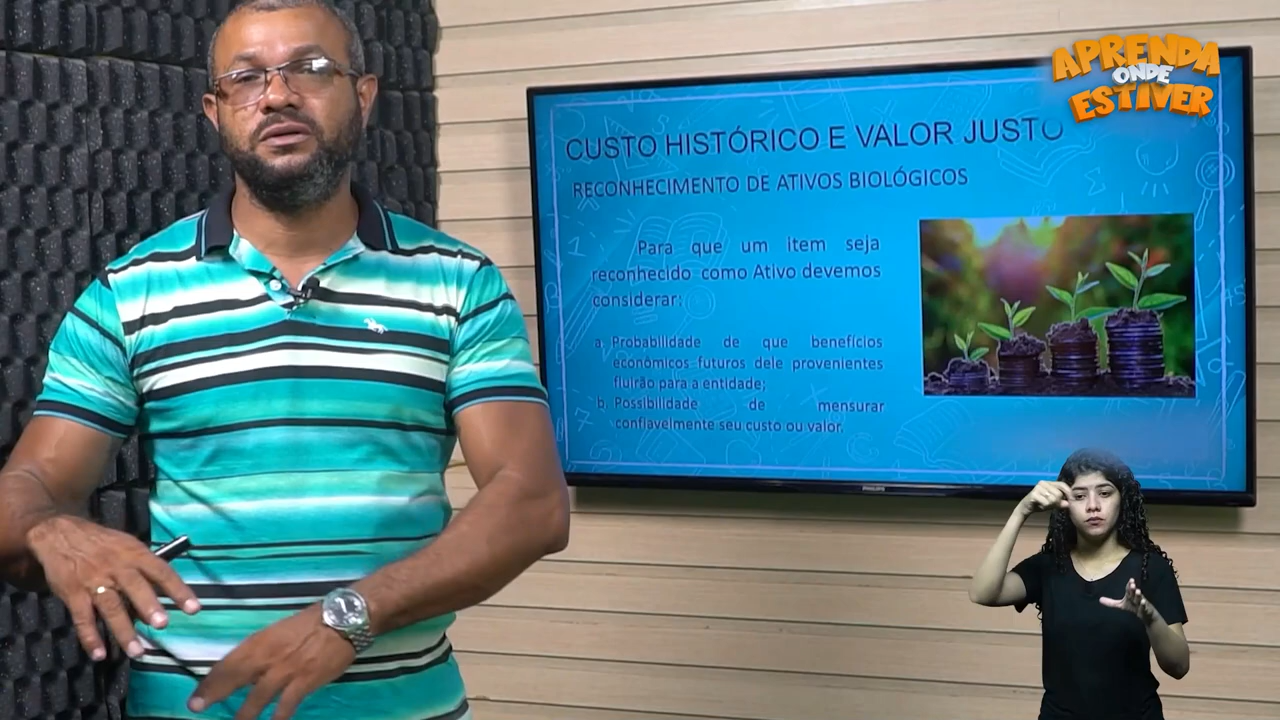 APRENDA
ONDE
ESTIVER
CUSTO HISTÓRICO E VALOR JUSTO
RECONHECIMENTO DE ATIVOS BIOLÓGICOS
Para que um item seja
reconhecido como Ativo devemos
considerar:
a. Probabilidade de que benefícios
econômicos futuros dele provenientes
fluirão para a entidade;
b. Possibilidade de mensurar
confiavelmente seu custo ou valor.
PHILIPS